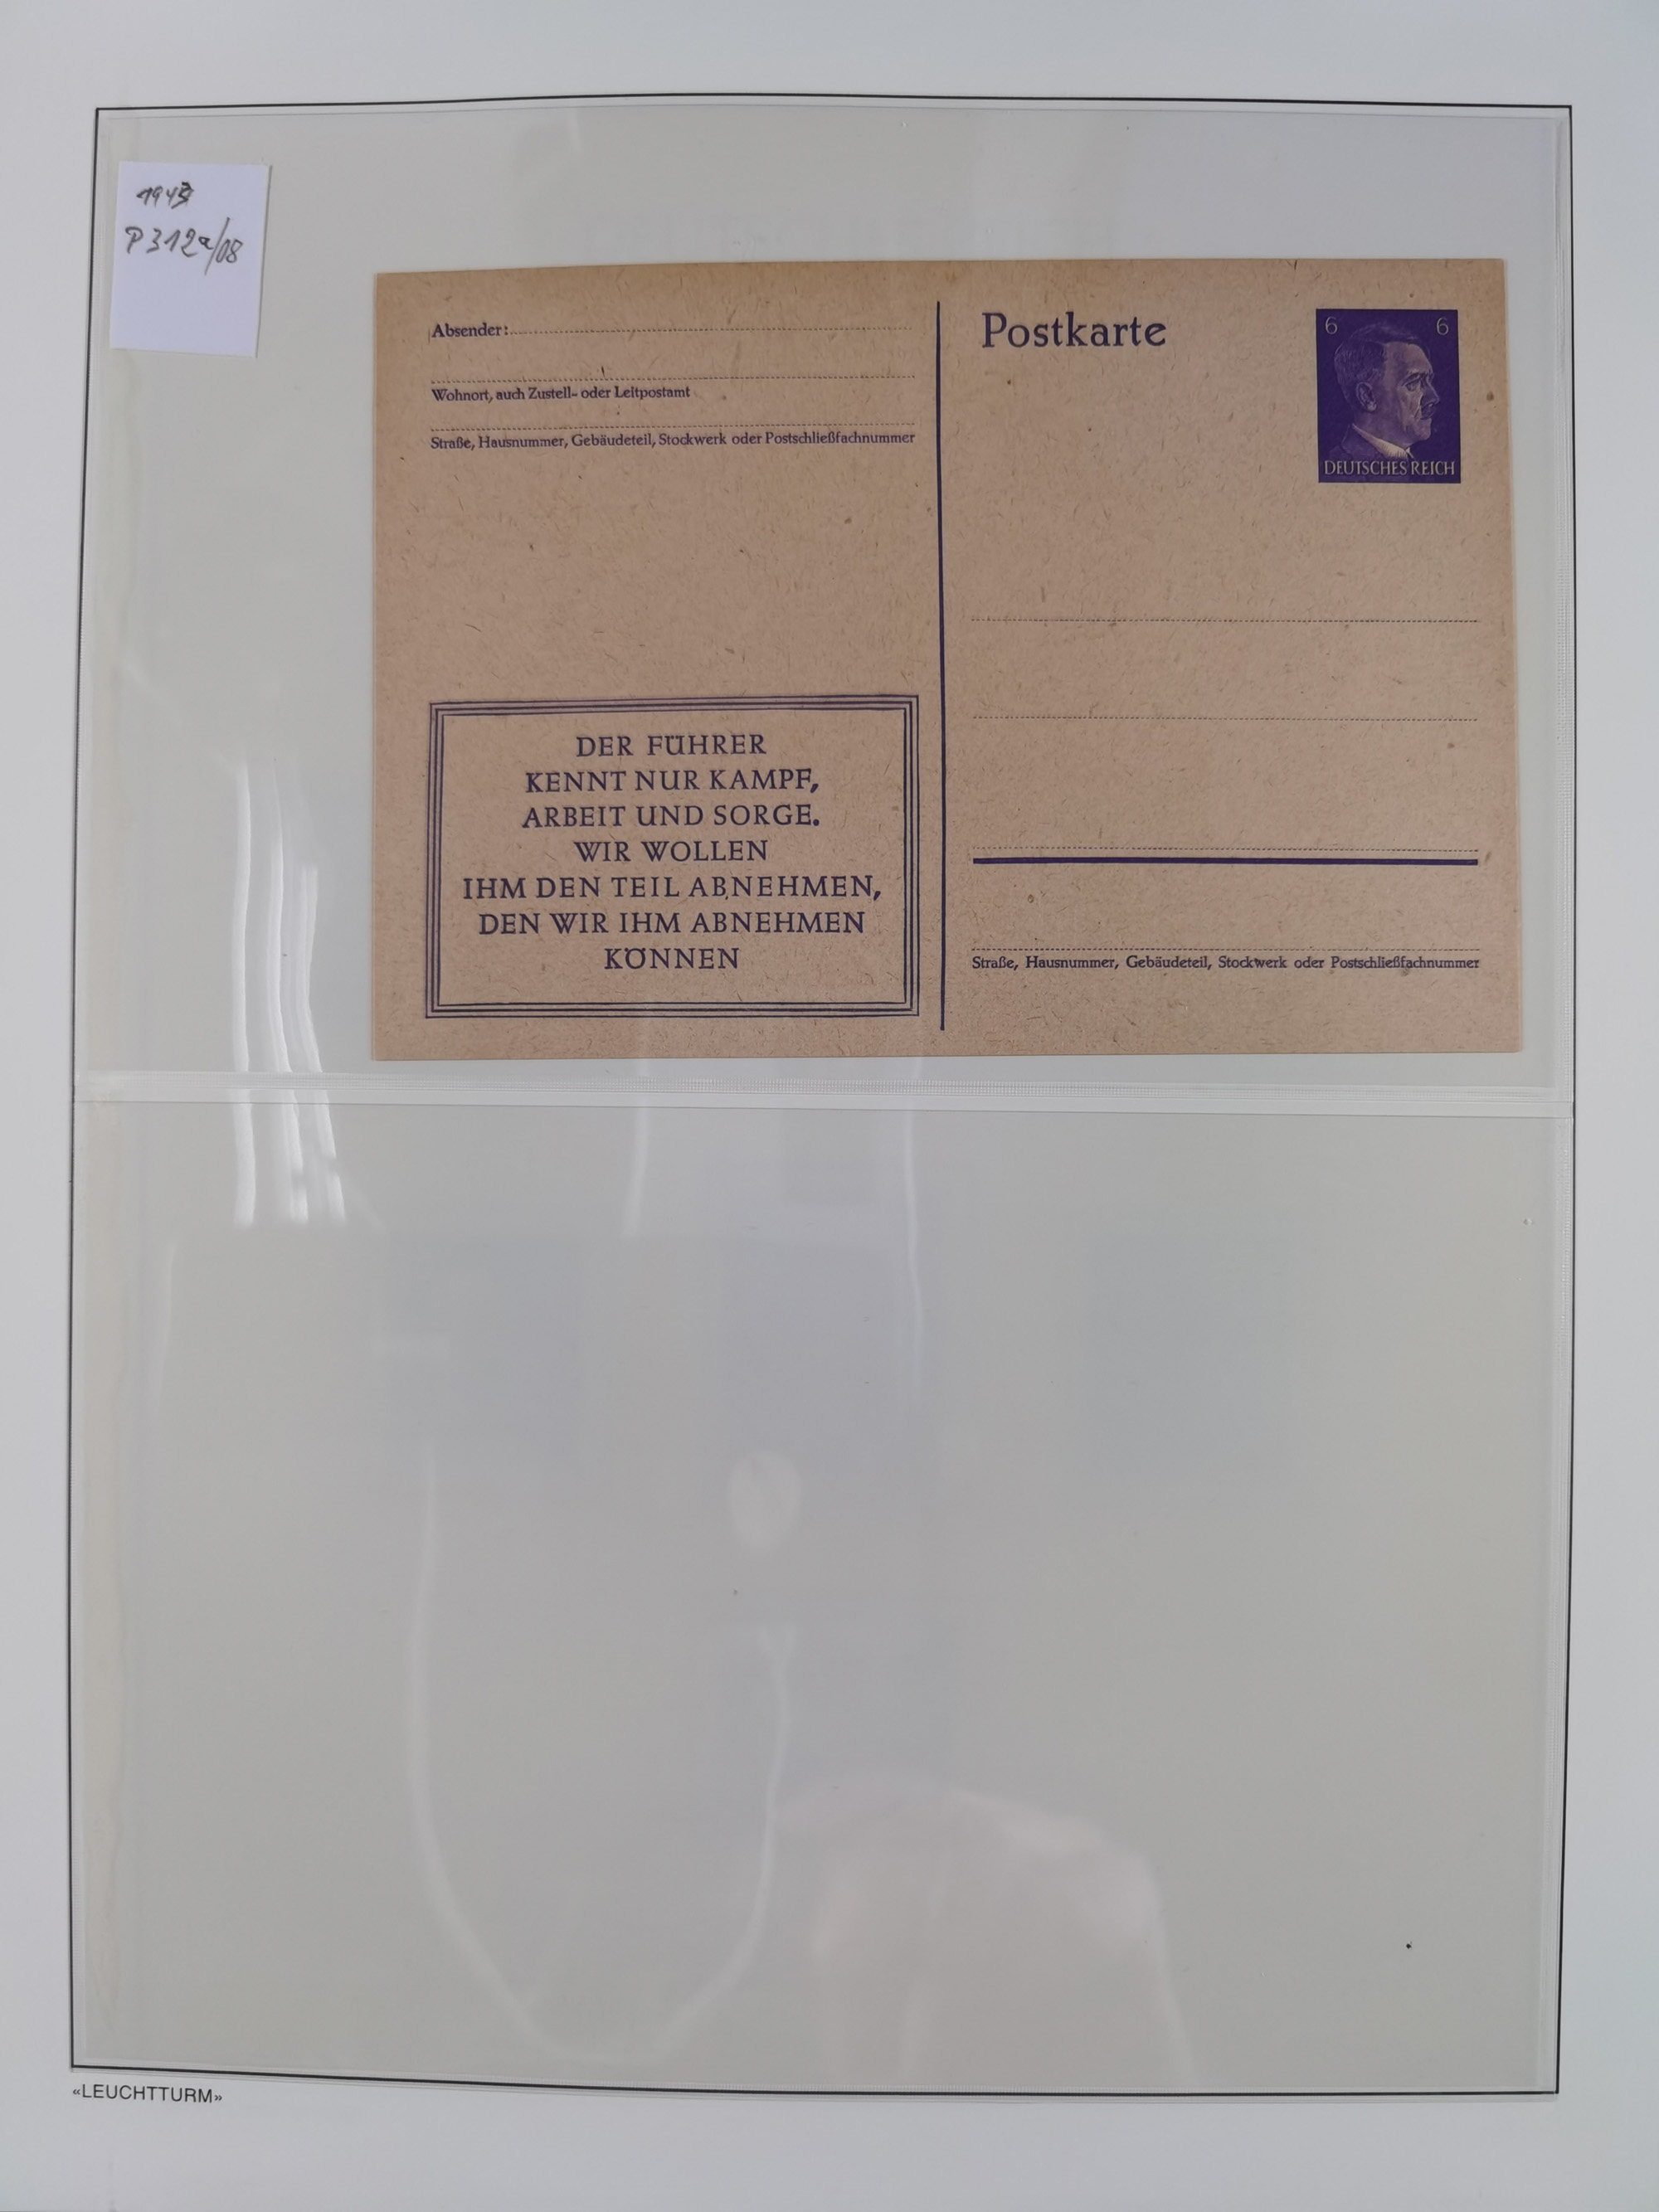 1943
P312a/08
Absender:
Wohnort, auch Zustell- oder Leitpostamt
Straße, Hausnummer, Gebäudeteil, Stockwerk oder Postschließfachnummer
DER FÜHRER
KENNT NUR KAMPF,
ARBEIT UND SORGE.
WIR WOLLEN
IHM DEN TEIL ABNEHMEN,
DEN WIR IHM ABNEHMEN
KÖNNEN
Postkarte
6 6
DEUTSCHES REICH
Straße, Hausnummer, Gebäudeteil, Stockwerk oder Postschließfachnummer
«LEUCHTTURM»